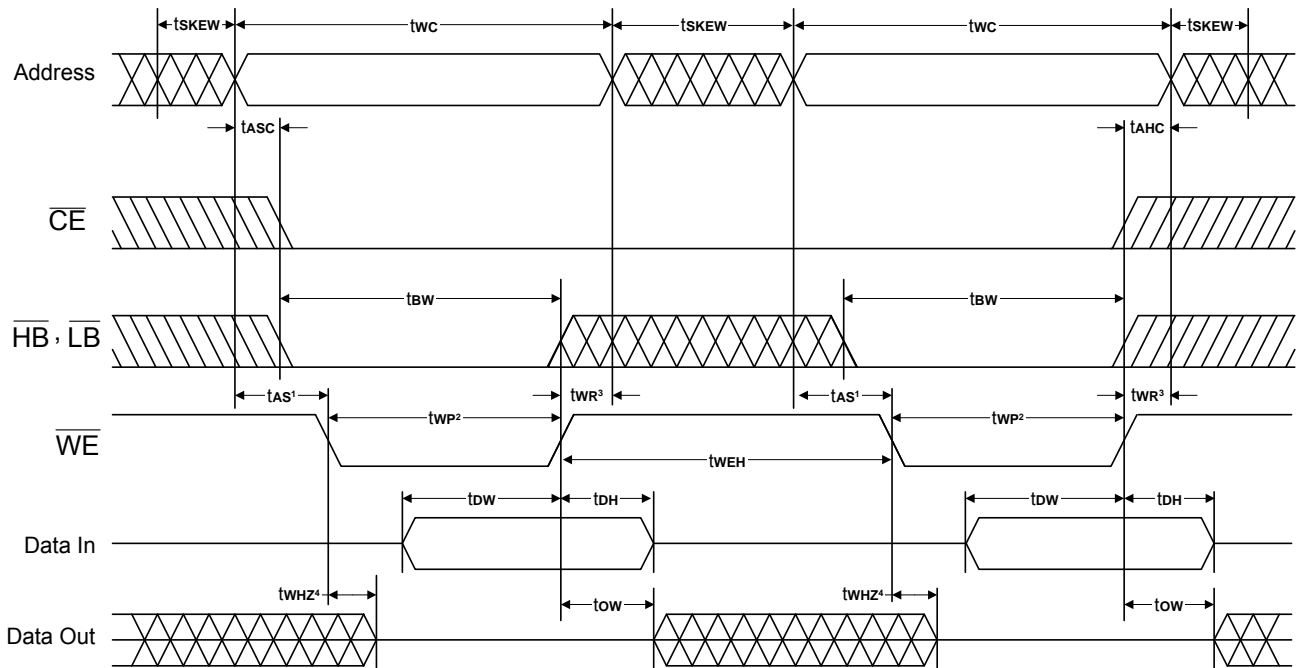 tSKEW tWC tSKEW tWC tSKEW
Address
tASC tAHC
CE
tBW tBW
HB, LB
tAS¹ tWR³ tAS¹ tWR³
tWP² tWP²
WE
tWEH
tDW tDH tDW tDH
Data In
tWHZ⁴ tWHZ⁴
tOW tOW
Data Out